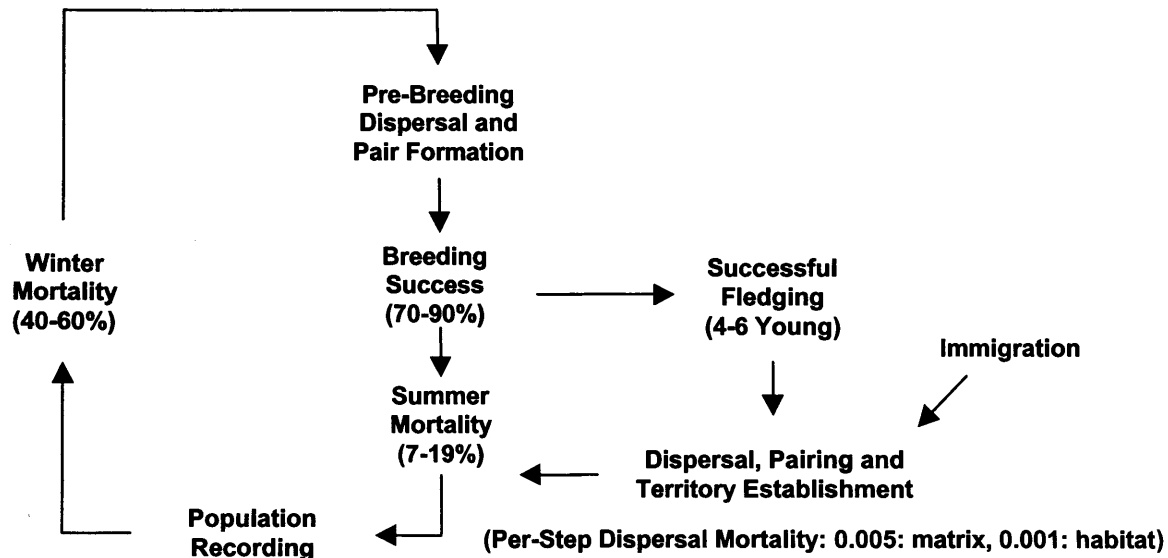 Pre-Breeding
Dispersal and
Pair Formation
Breeding
Success
(70-90%)
Successful
Fledging
(4-6 Young)
Winter
Mortality
(40-60%)
Immigration
Summer
Mortality
(7-19%)
Dispersal, Pairing and
Territory Establishment
(Per-Step Dispersal Mortality: 0.005: matrix, 0.001: habitat)
Population
Recording